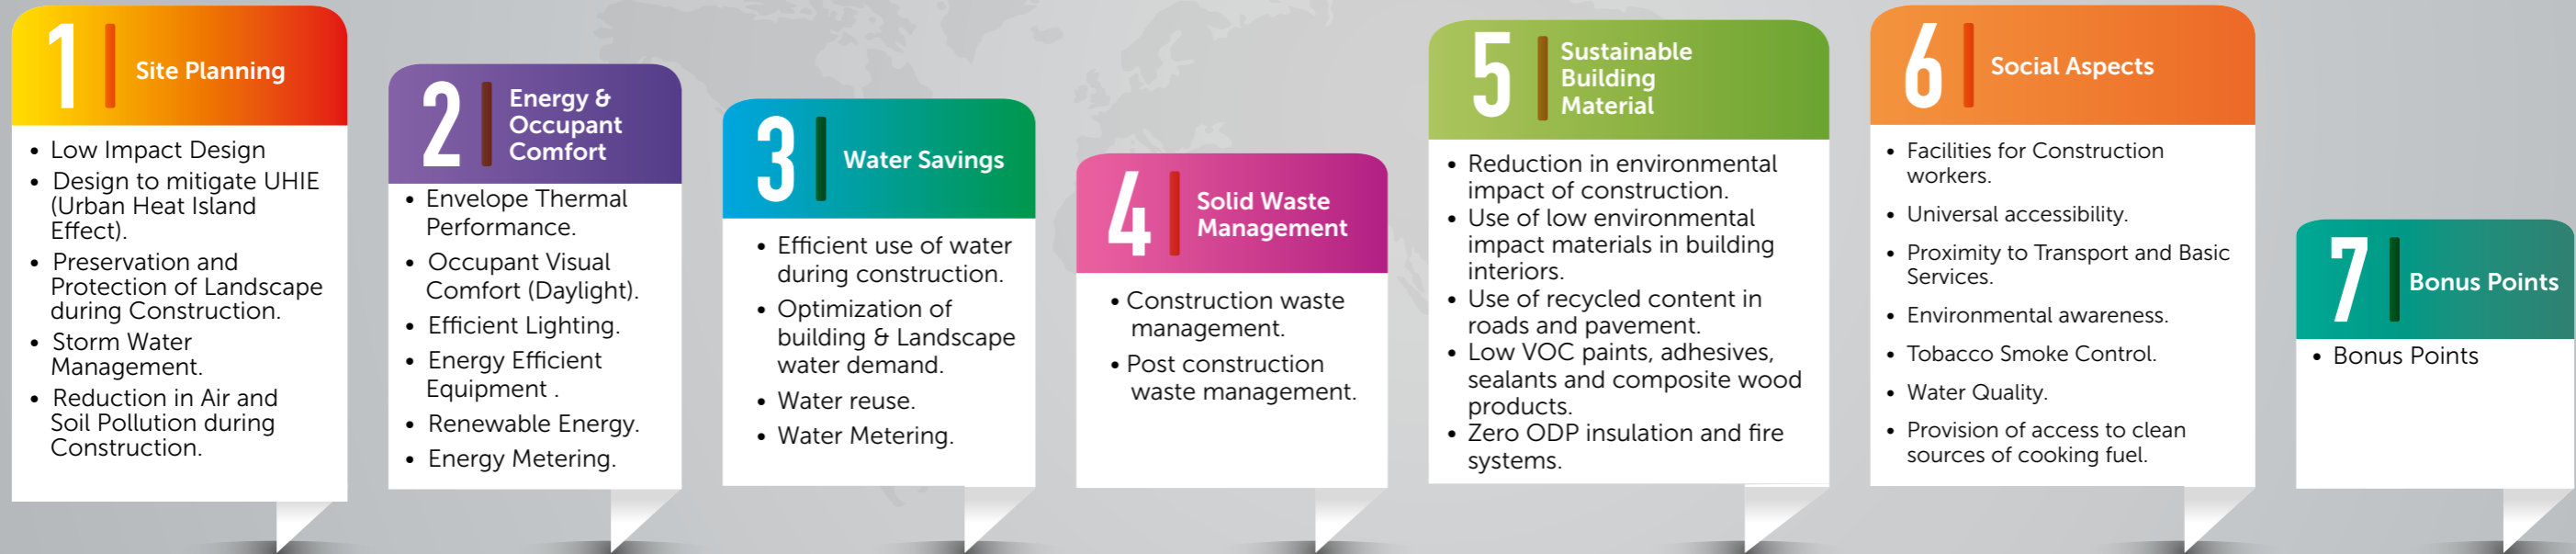 1
Site Planning
• Low Impact Design
• Design to mitigate UHIE
(Urban Heat Island
Effect).
• Preservation and
Protection of Landscape
during Construction.
• Storm Water
Management.
• Reduction in Air and
Soil Pollution during
Construction.
2
Energy &
Occupant
Comfort
• Envelope Thermal
Performance.
• Occupant Visual
Comfort (Daylight).
• Efficient Lighting.
• Energy Efficient
Equipment .
• Renewable Energy.
• Energy Metering.
3
Water Savings
• Efficient use of water
during construction.
• Optimization of
building & Landscape
water demand.
• Water reuse.
• Water Metering.
4
Solid Waste
Management
• Construction waste
management.
• Post construction
waste management.
5
Sustainable
Building
Material
• Reduction in environmental
impact of construction.
• Use of low environmental
impact materials in building
interiors.
• Use of recycled content in
roads and pavement.
• Low VOC paints, adhesives,
sealants and composite wood
products.
• Zero ODP insulation and fire
systems.
6
Social Aspects
• Facilities for Construction
workers.
• Universal accessibility.
• Proximity to Transport and Basic
Services.
• Environmental awareness.
• Tobacco Smoke Control.
• Water Quality.
• Provision of access to clean
sources of cooking fuel.
7
Bonus Points
• Bonus Points